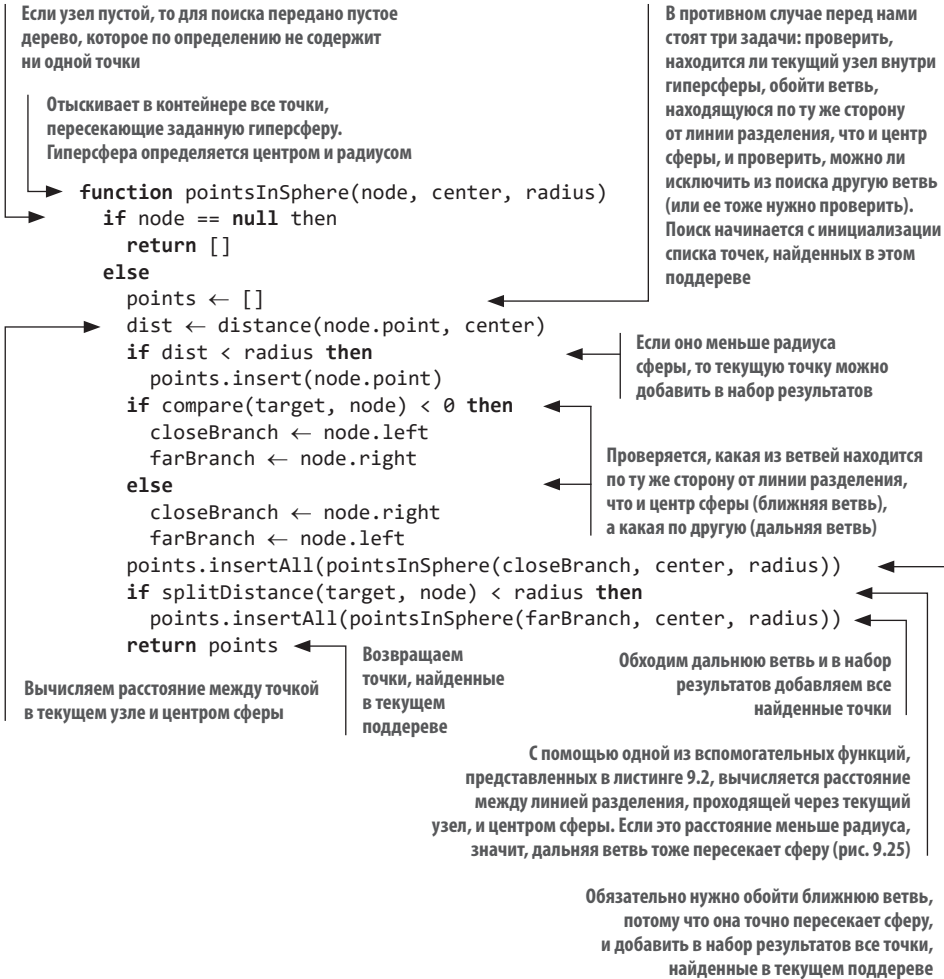 Если узел пустой, то для поиска передано пустое
дерево, которое по определению не содержит
ни одной точки
В противном случае перед нами
стоят три задачи: проверить,
находится ли текущий узел внутри
гиперсферы, обойти ветвь,
находящуюся по ту же сторону
от линии разделения, что и центр
сферы, и проверить, можно ли
исключить из поиска другую ветвь
(или ее тоже нужно проверить).
Поиск начинается с инициализации
списка точек, найденных в этом
поддереве
Отыскивает в контейнере все точки,
пересекающие заданную гиперсферу.
Гиперсфера определяется центром и радиусом
function pointsInSphere(node, center, radius)
if node == null then
return []
else
points ← []
dist ← distance(node.point, center)
if dist < radius then
points.insert(node.point)
if compare(target, node) < 0 then
closeBranch ← node.left
farBranch ← node.right
else
closeBranch ← node.right
farBranch ← node.left
points.insertAll(pointsInSphere(closeBranch, center, radius))
if splitDistance(target, node) < radius then
points.insertAll(pointsInSphere(farBranch, center, radius))
return points
Если оно меньше радиуса
сферы, то текущую точку можно
добавить в набор результатов
Проверяется, какая из ветвей находится
по ту же сторону от линии разделения,
что и центр сферы (ближняя ветвь),
а какая по другую (дальняя ветвь)
Вычисляем расстояние между точкой
в текущем узле и центром сферы
Возвращаем
точки, найденные
в текущем
поддереве
Обходим дальнюю ветвь и в набор
результатов добавляем все
найденные точки
С помощью одной из вспомогательных функций,
представленных в листинге 9.2, вычисляется расстояние
между линией разделения, проходящей через текущий
узел, и центром сферы. Если это расстояние меньше радиуса,
значит, дальняя ветвь тоже пересекает сферу (рис. 9.25)
Обязательно нужно обойти ближнюю ветвь,
потому что она точно пересекает сферу,
и добавить в набор результатов все точки,
найденные в текущем поддереве